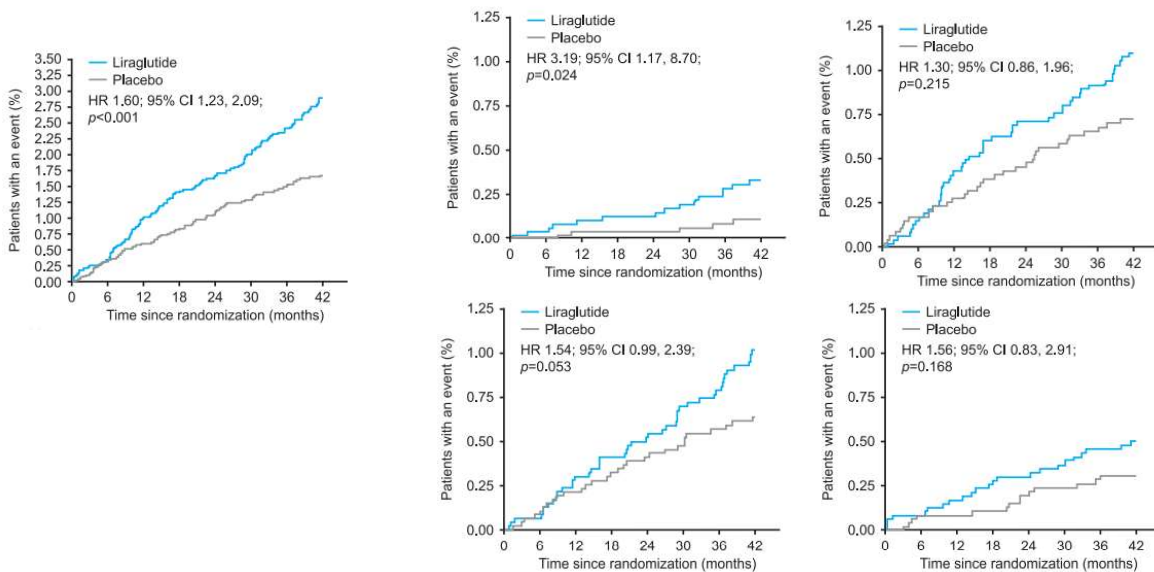 Liraglutide
Placebo
HR 1.60; 95% CI 1.23, 2.09;
p<0.001
Patients with an event (%)
3.50
3.25
3.00
2.75
2.50
2.25
2.00
1.75
1.50
1.25
1.00
0.75
0.50
0.25
0.00
0 6 12 18 24 30 36 42
Time since randomization (months)
Liraglutide
Placebo
HR 3.19; 95% CI 1.17, 8.70;
p=0.024
Patients with an event (%)
1.25
1.00
0.75
0.50
0.25
0.00
0 6 12 18 24 30 36 42
Time since randomization (months)
Liraglutide
Placebo
HR 1.30; 95% CI 0.86, 1.96;
p=0.215
Patients with an event (%)
1.25
1.00
0.75
0.50
0.25
0.00
0 6 12 18 24 30 36 42
Time since randomization (months)
Liraglutide
Placebo
HR 1.54; 95% CI 0.99, 2.39;
p=0.053
Patients with an event (%)
1.25
1.00
0.75
0.50
0.25
0.00
0 6 12 18 24 30 36 42
Time since randomization (months)
Liraglutide
Placebo
HR 1.56; 95% CI 0.83, 2.91;
p=0.168
Patients with an event (%)
1.25
1.00
0.75
0.50
0.25
0.00
0 6 12 18 24 30 36 42
Time since randomization (months)